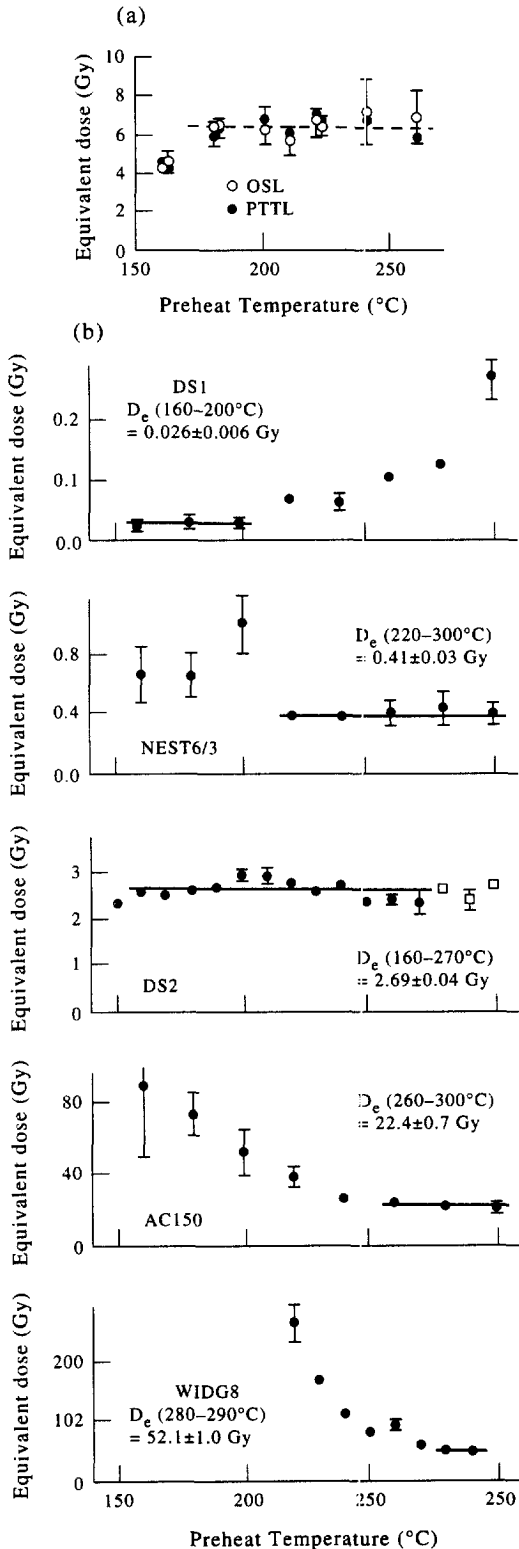 (a)
Equivalent dose (Gy)
10
8
6
4
2
0
○ OSL
● PTTL
150
200
250
Preheat Temperature (°C)
(b)
Equivalent dose (Gy)
0.2
0.1
0.0
DS1
D_e (160–200°C)
= 0.026±0.006 Gy
Equivalent dose (Gy)
0.8
0.4
0.0
D_e (220–300°C)
= 0.41±0.03 Gy
NEST6/3
Equivalent dose (Gy)
3
2
1
0
D_e (160–270°C)
= 2.69±0.04 Gy
DS2
Equivalent dose (Gy)
80
40
0
D_e (260–300°C)
= 22.4±0.7 Gy
AC150
Equivalent dose (Gy)
200
102
0
WIDG8
D_e (280–290°C)
= 52.1±1.0 Gy
150
200
250
250
Preheat Temperature (°C)